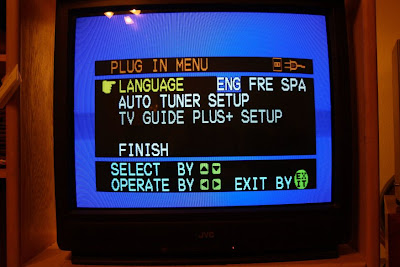 PLUG IN MENU
LANGUAGE ENG FRE SPA
AUTO TUNER SETUP
TV GUIDE PLUS+ SETUP
FINISH
SELECT BY
OPERATE BY EXIT BY EXIT
JVC